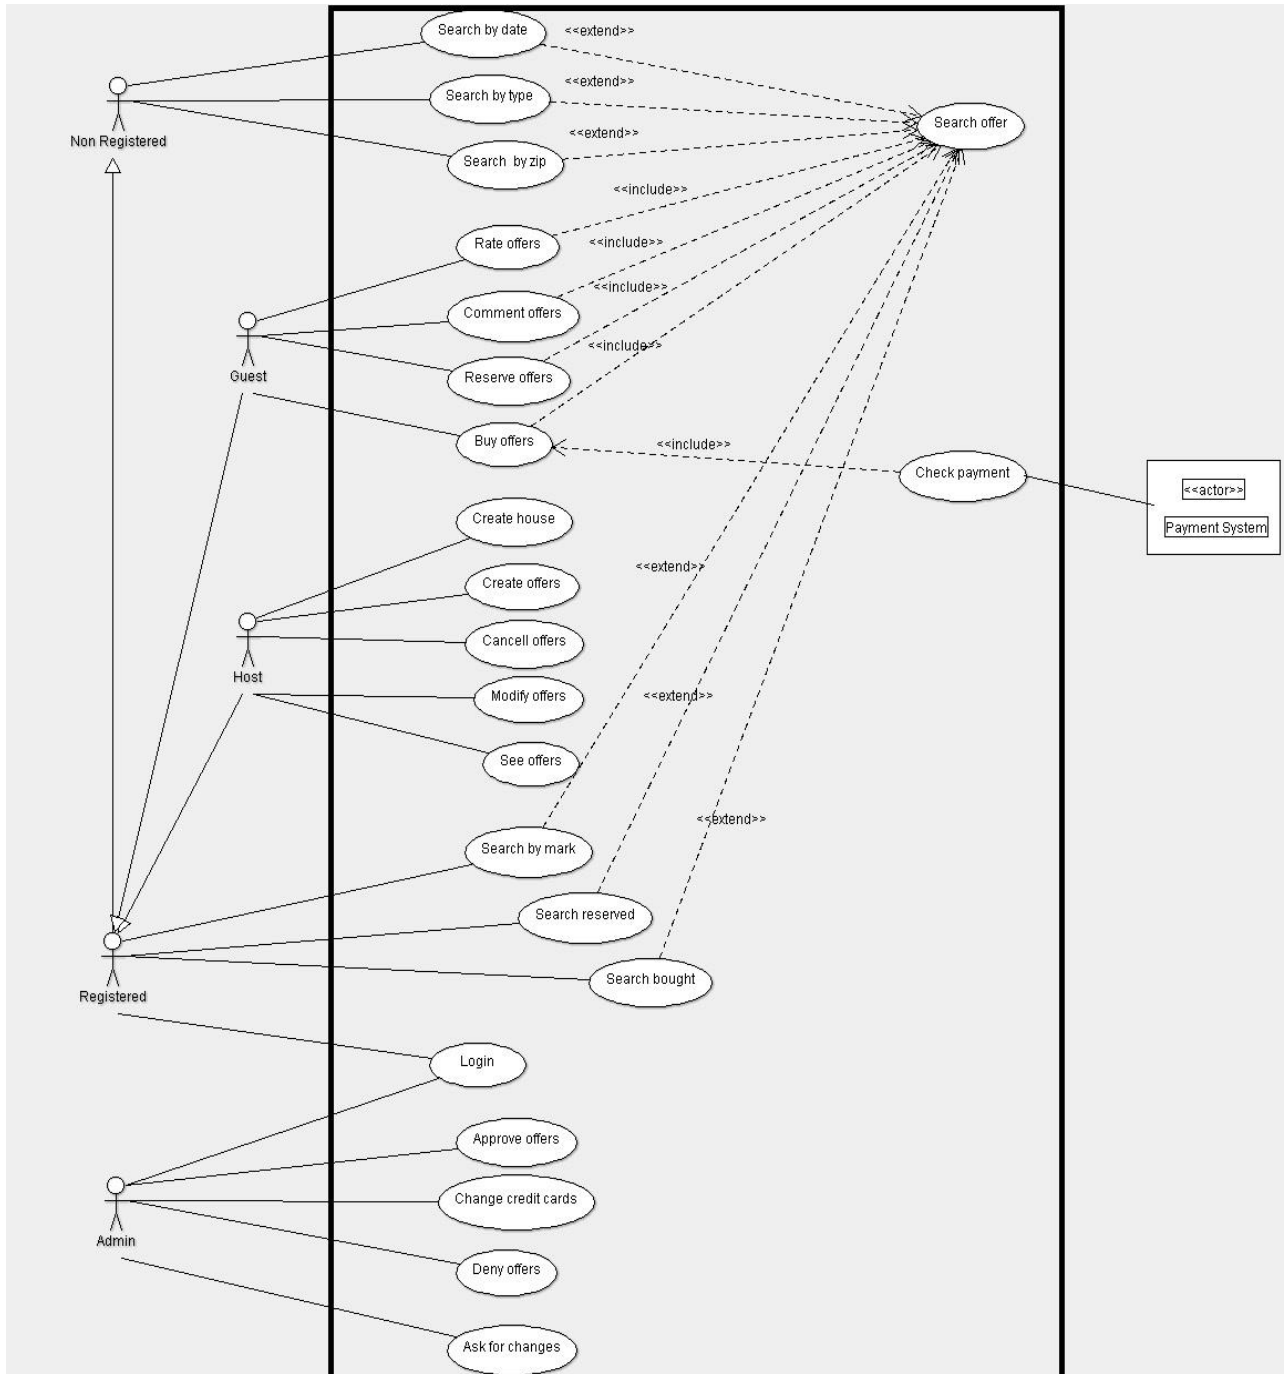 Search by date
<<extend>>
Search by type
<<extend>>
Non Registered
Search offer
Search by zip
<<extend>>
<<include>>
Rate offers
<<include>>
Comment offers
<<include>>
Guest
Reserve offers
<<include>>
Buy offers
<<include>>
Check payment
<<actor>>
Payment System
Create house
Create offers
<<extend>>
Cancell offers
Host
Modify offers
<<extend>>
See offers
<<extend>>
Search by mark
Search reserved
Search bought
Registered
Login
Approve offers
Change credit cards
Admin
Deny offers
Ask for changes